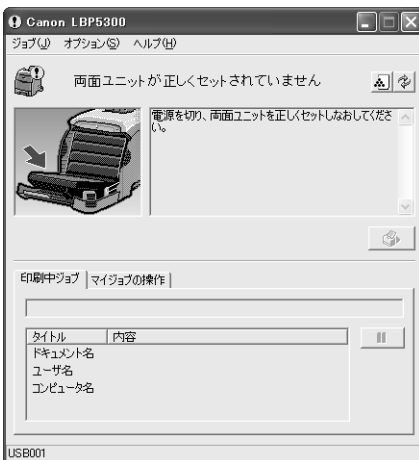 Canon LBP5300
ジョブ(J) オプション(S) ヘルプ(H)
両面ユニットが正しくセットされていません
電源を切り、両面ユニットを正しくセットしなおしてくださ
い。
印刷中ジョブ マイジョブの操作
タイトル 内容
ドキュメント名
ユーザ名
コンピュータ名
USB001